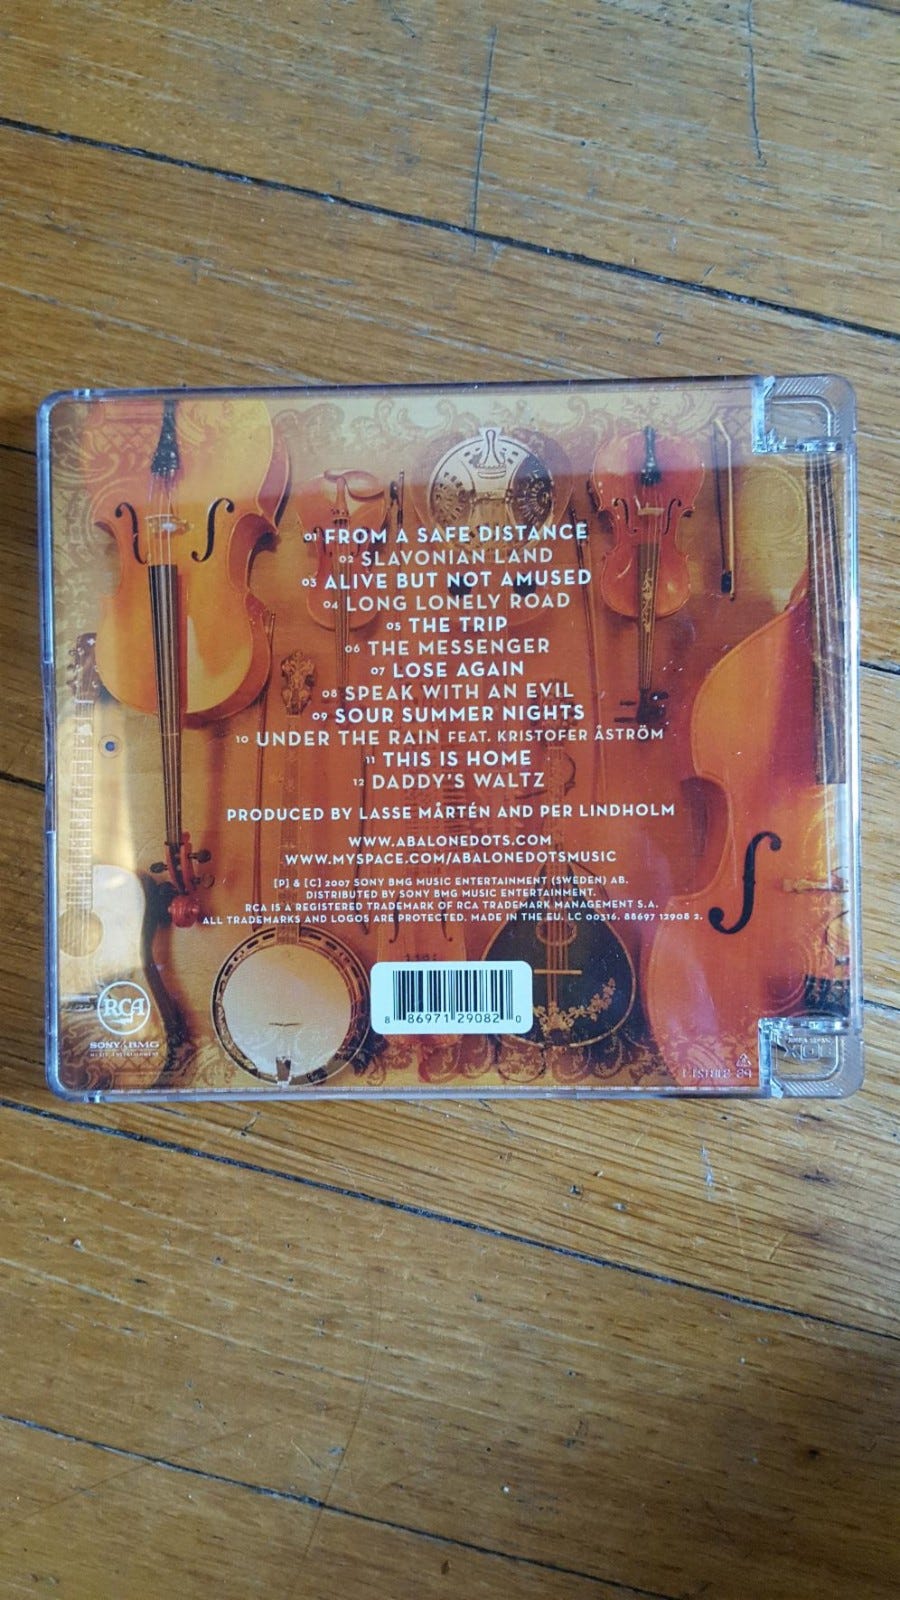 01 FROM A SAFE DISTANCE
02 SLAVONIAN LAND
03 ALIVE BUT NOT AMUSED
04 LONG LONELY ROAD
05 THE TRIP
06 THE MESSENGER
07 LOSE AGAIN
08 SPEAK WITH AN EVIL
09 SOUR SUMMER NIGHTS
10 UNDER THE RAIN FEAT. KRISTOFER ÅSTRÖM
11 THIS IS HOME
12 DADDY'S WALTZ
PRODUCED BY LASSE MÅRTÉN AND PER LINDHOLM
WWW.ABALONEDOTS.COM
WWW.MYSPACE.COM/ABALONEDOTSMUSIC
[P] & [C] 2007 SONY BMG MUSIC ENTERTAINMENT (SWEDEN) AB.
DISTRIBUTED BY SONY BMG MUSIC ENTERTAINMENT.
RCA IS A REGISTERED TRADEMARK OF RCA TRADEMARK MANAGEMENT S.A.
ALL TRADEMARKS AND LOGOS ARE PROTECTED. MADE IN THE EU. LC 00316. 88697 12908 2.
8 86971 29082 0
RCA
SONY BMG
MUSIC ENTERTAINMENT